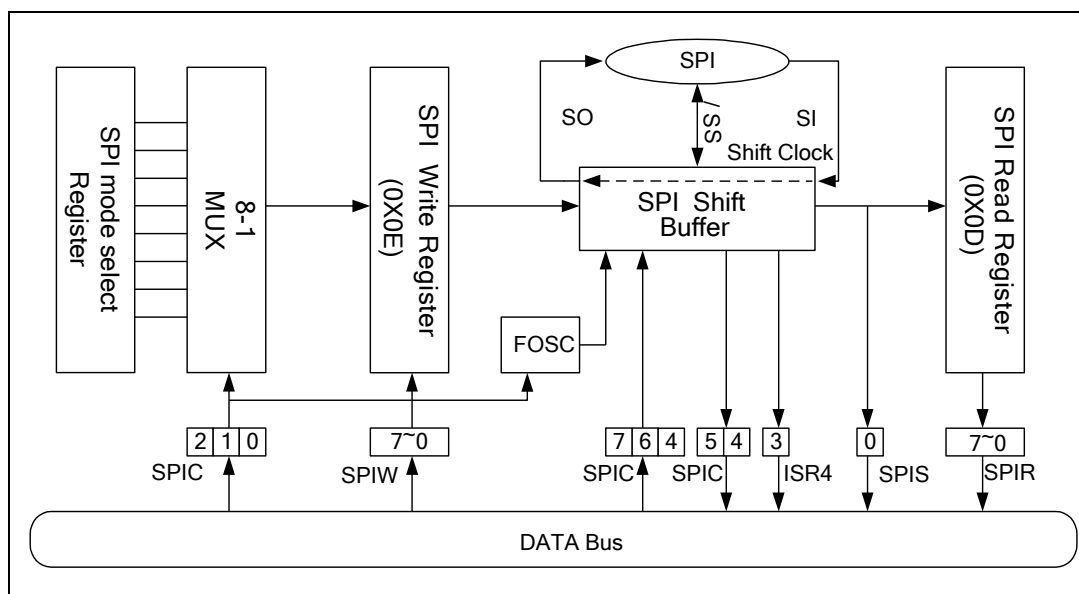 SPI
SO
/ SS
SI
Shift Clock
SPI mode select
Register
8-1
MUX
SPI Write Register
(0X0E)
SPI Shift
Buffer
SPI Read Register
(0X0D)
FOSC
2 1 0
7~0
7 6 4
5 4
3
0
7~0
SPIC
SPIW
SPIC
SPIC
ISR4
SPIS
SPIR
DATA Bus